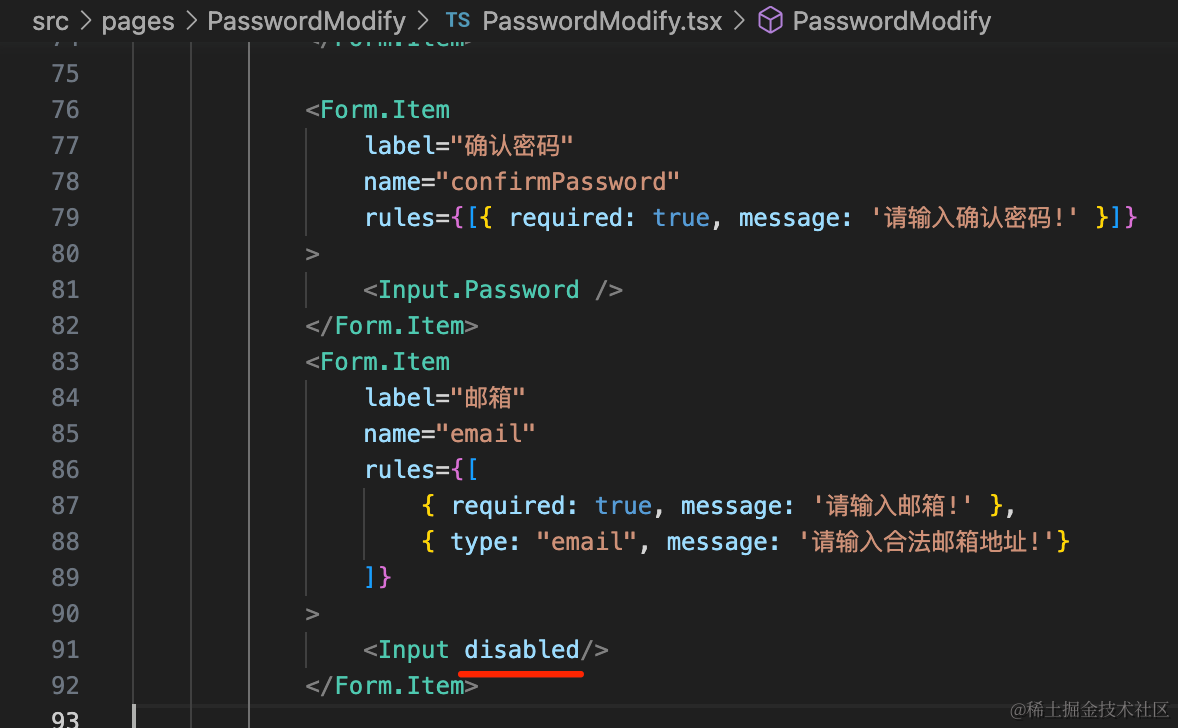 src > pages > PasswordModify > TS PasswordModify.tsx > PasswordModify
74 </Form.Item>
75
76 <Form.Item
77 label="确认密码"
78 name="confirmPassword"
79 rules={[{ required: true, message: '请输入确认密码!' }]}
80 >
81 <Input.Password />
82 </Form.Item>
83 <Form.Item
84 label="邮箱"
85 name="email"
86 rules={[
87 { required: true, message: '请输入邮箱!' },
88 { type: "email", message: '请输入合法邮箱地址!'}
89 ]}
90 >
91 <Input disabled/>
92 </Form.Item>
93
@稀土掘金技术社区